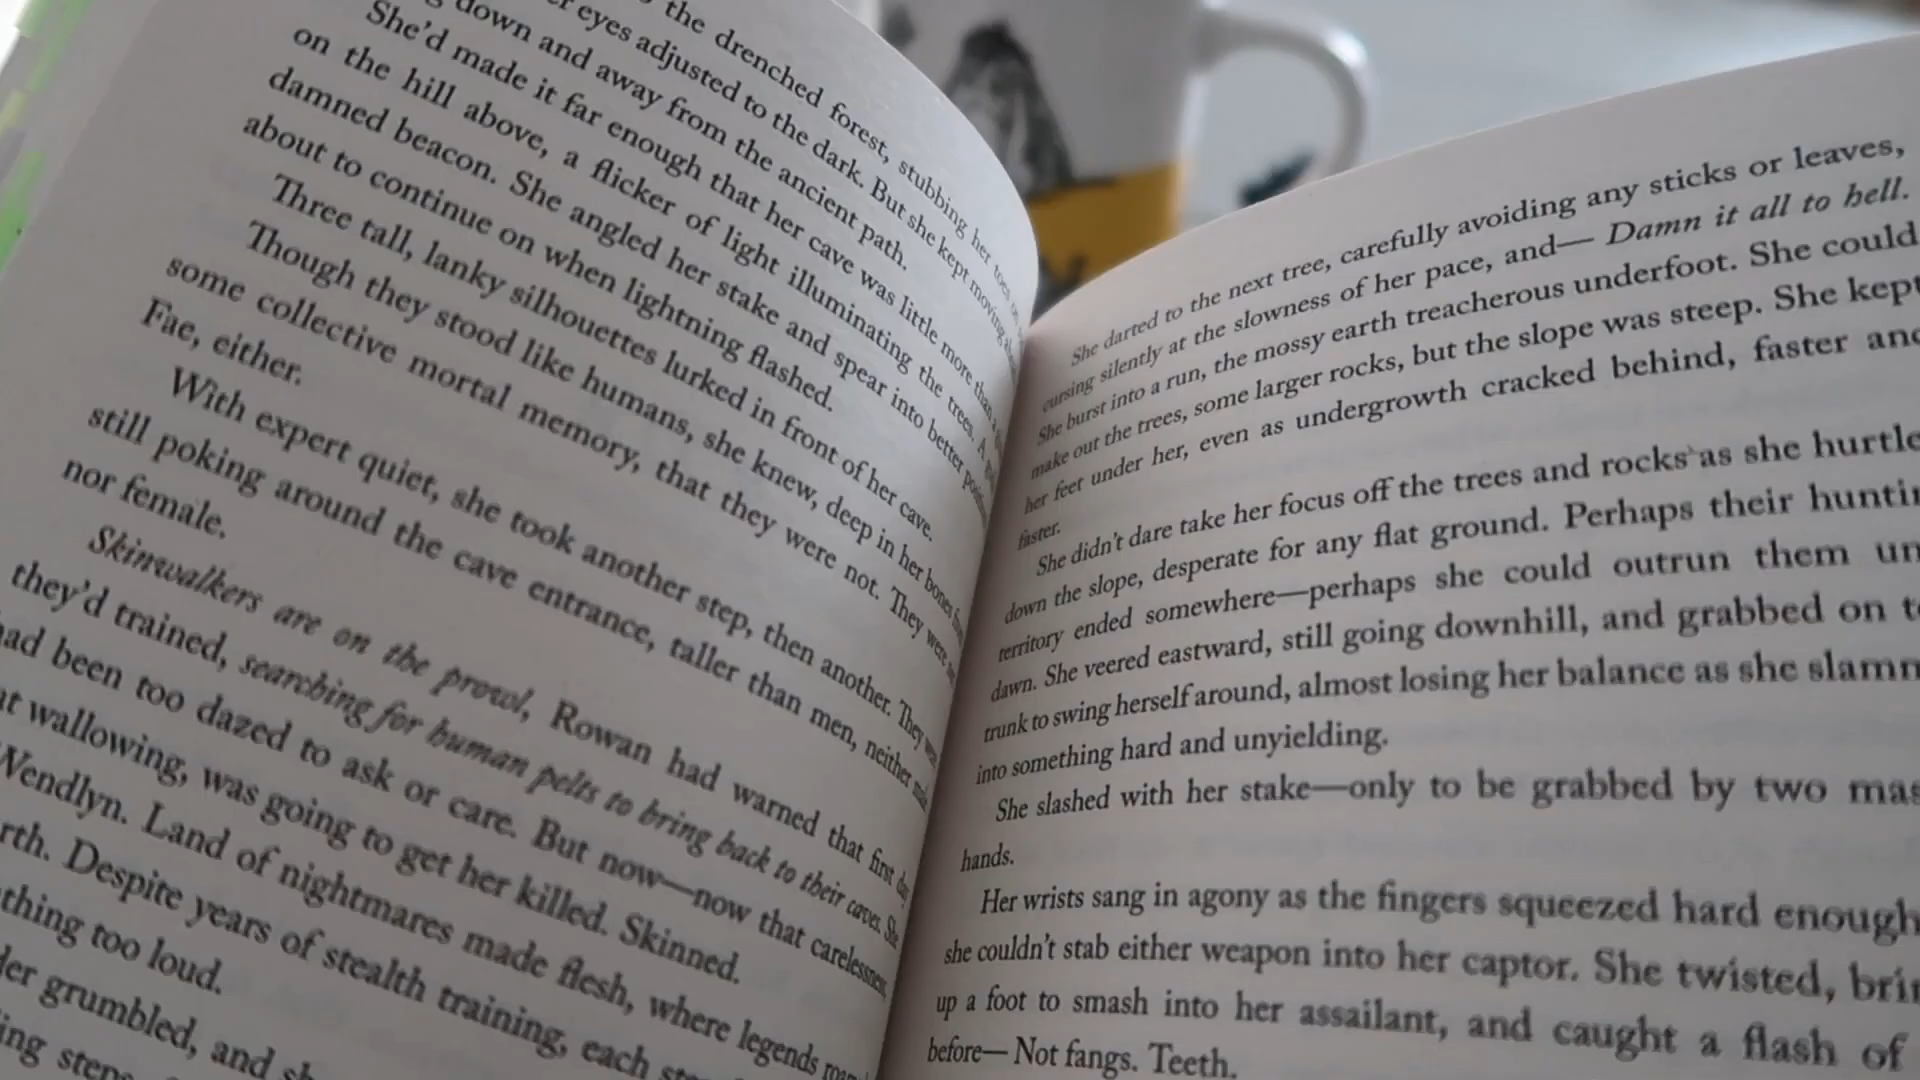 the drenched forest, stubbing her toes on
er eyes adjusted to the dark. But she kept moving
down and away from the ancient path.
She'd made it far enough that her cave was little more than a
on the hill above, a flicker of light illuminating the trees. A
damned beacon. She angled her stake and spear into better position
about to continue on when lightning flashed.
Three tall, lanky silhouettes lurked in front of her cave.
Though they stood like humans, she knew, deep in her bones, from
some collective mortal memory, that they were not. They were not
Fae, either.
With expert quiet, she took another step, then another. They were
still poking around the cave entrance, taller than men, neither male
nor female.
Skinwalkers are on the prowl, Rowan had warned that first day
they'd trained, searching for human pelts to bring back to their caves. She
had been too dazed to ask or care. But now—now that carelessness,
at wallowing, was going to get her killed. Skinned.
Wendlyn. Land of nightmares made flesh, where legends
rth. Despite years of stealth training, each
thing too loud.
der grumbled, and
ing steps
She darted to the next tree, carefully avoiding any sticks or leaves,
cursing silently at the slowness of her pace, and— Damn it all to hell.
She burst into a run, the mossy earth treacherous underfoot. She could
make out the trees, some larger rocks, but the slope was steep. She kept
her feet under her, even as undergrowth cracked behind, faster and
faster.
She didn't dare take her focus off the trees and rocks as she hurtle
down the slope, desperate for any flat ground. Perhaps their huntin
territory ended somewhere—perhaps she could outrun them un
dawn. She veered eastward, still going downhill, and grabbed on to
trunk to swing herself around, almost losing her balance as she slamm
into something hard and unyielding.
She slashed with her stake—only to be grabbed by two mas
hands.
Her wrists sang in agony as the fingers squeezed hard enough
she couldn't stab either weapon into her captor. She twisted, brin
up a foot to smash into her assailant, and caught a flash of
before— Not fangs. Teeth.